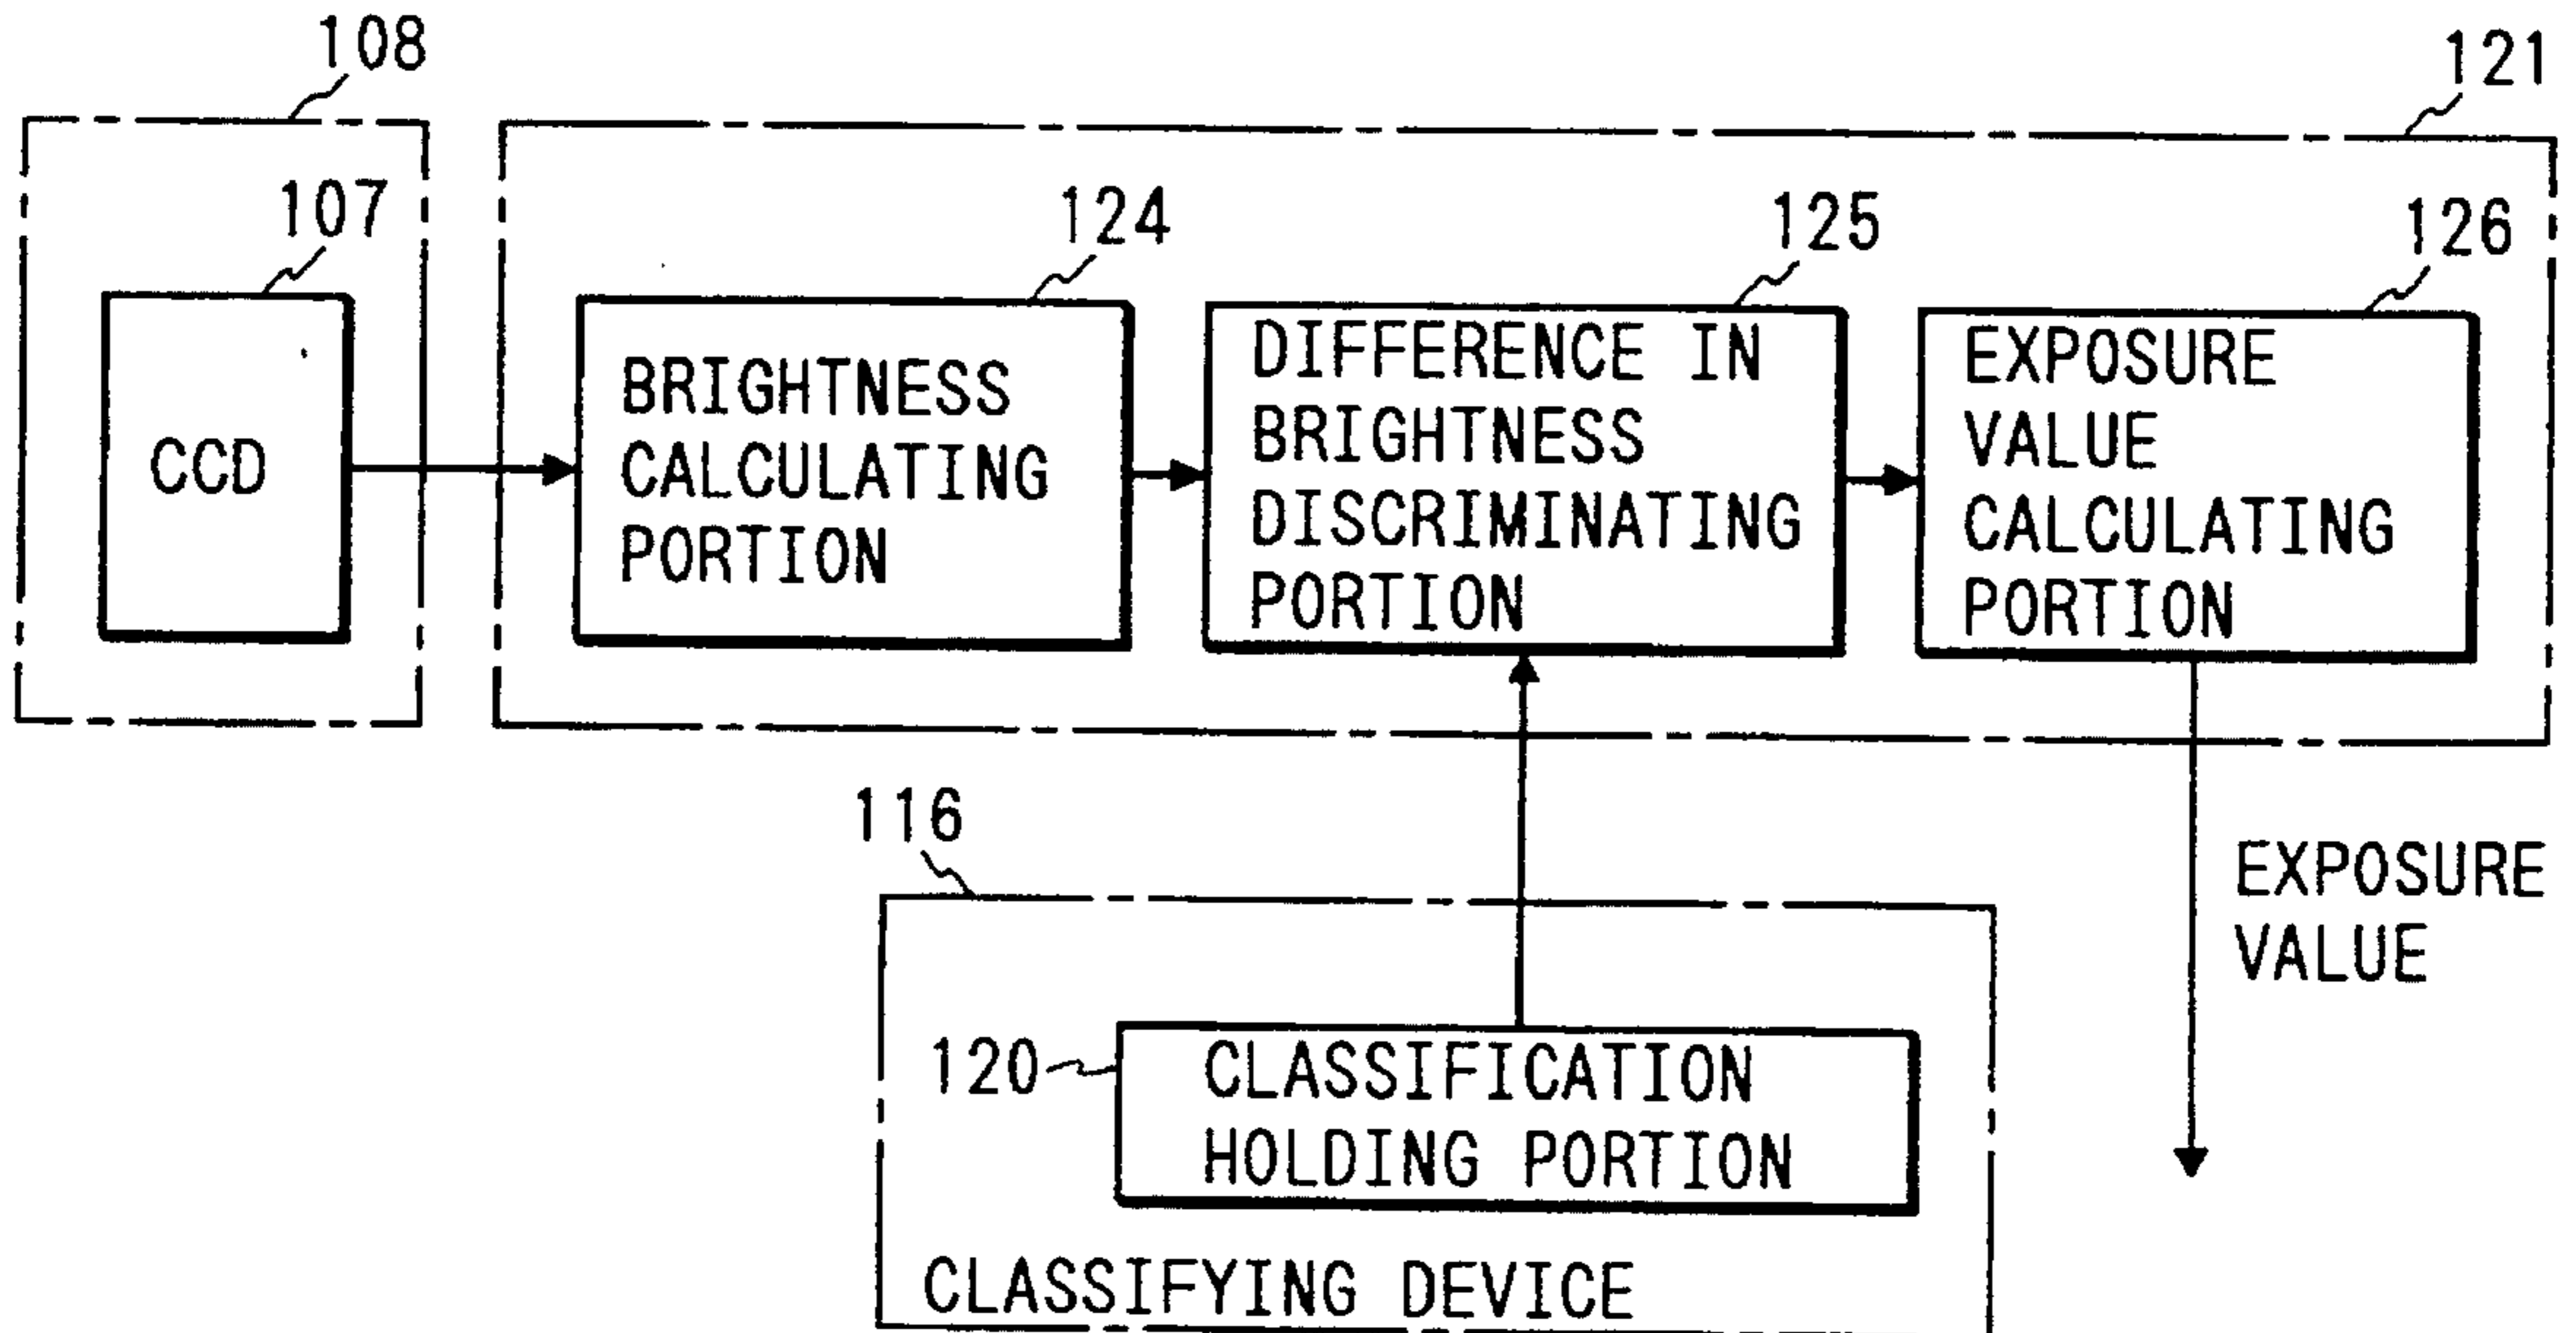 108
121
107
124
125
126
CCD
BRIGHTNESS
CALCULATING
PORTION
DIFFERENCE IN
BRIGHTNESS
DISCRIMINATING
PORTION
EXPOSURE
VALUE
CALCULATING
PORTION
116
EXPOSURE
VALUE
120
CLASSIFICATION
HOLDING PORTION
CLASSIFYING DEVICE